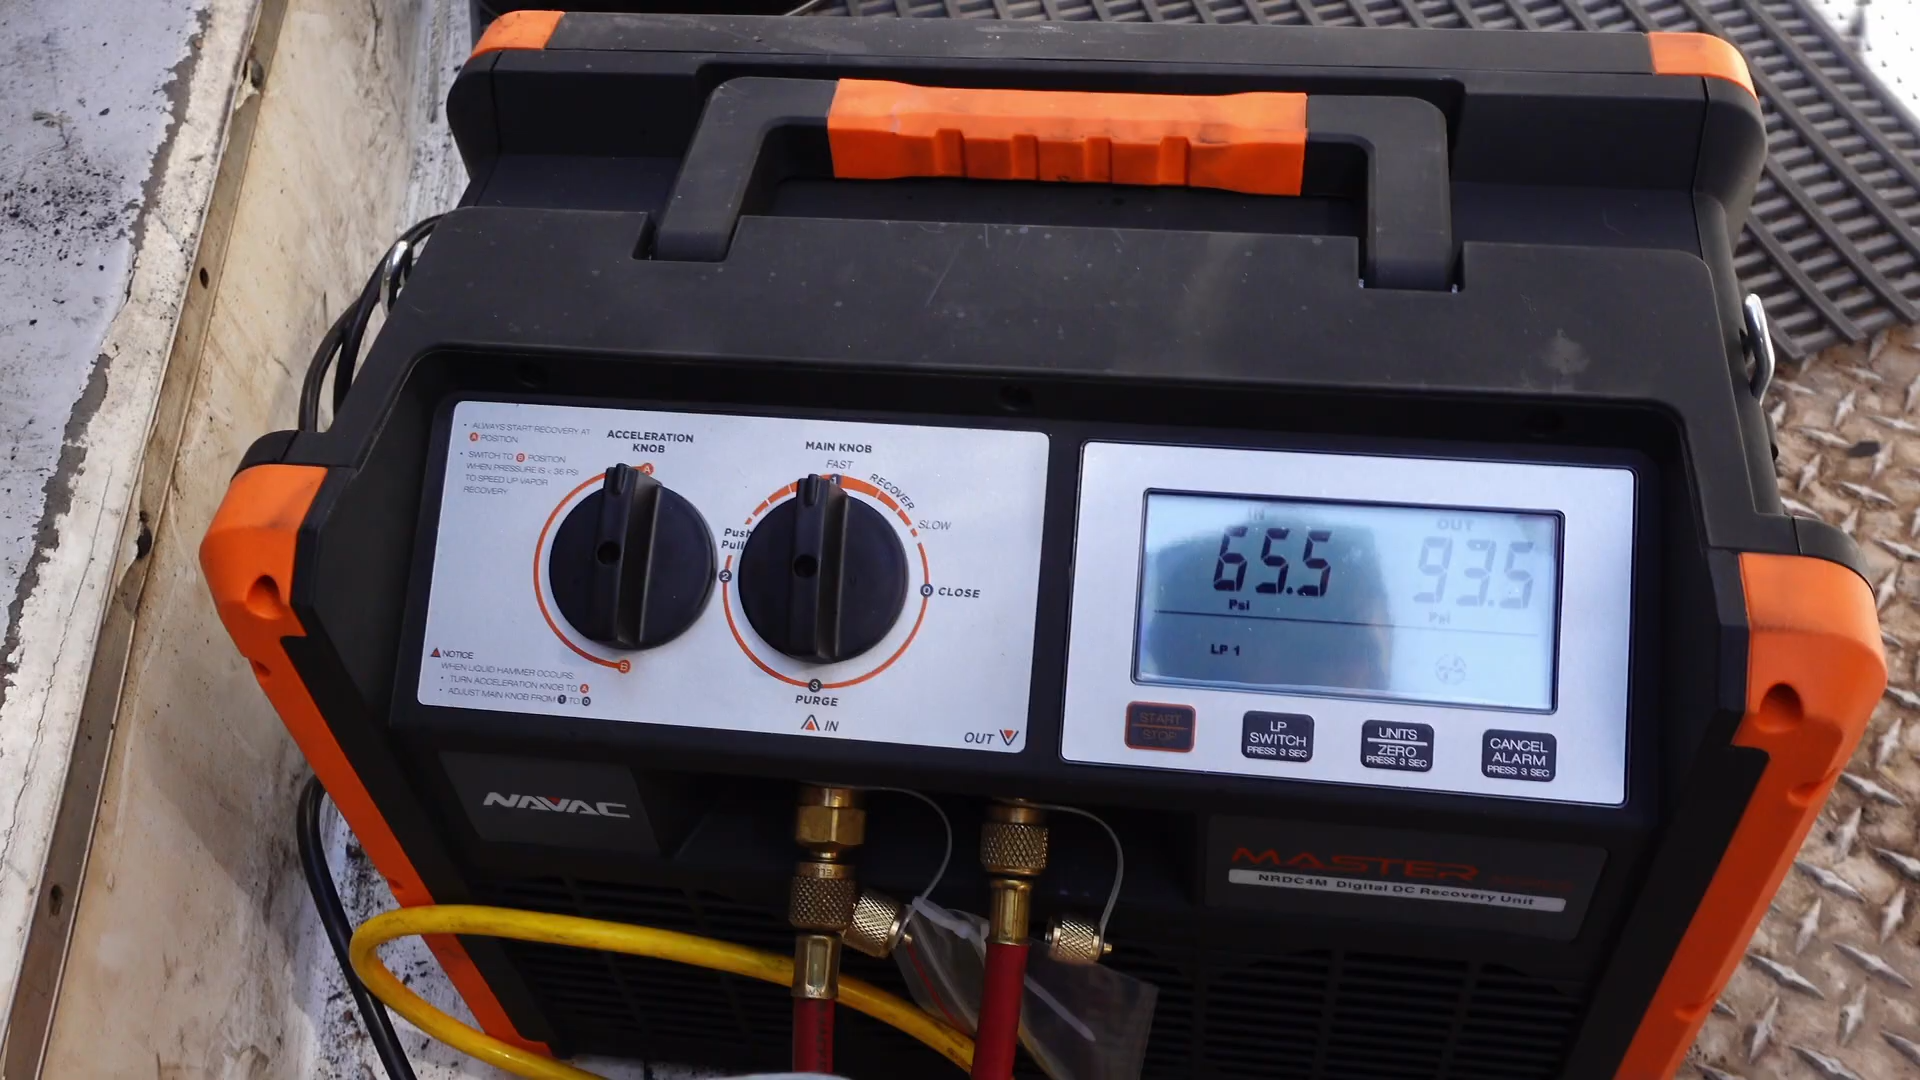 • ALWAYS START RECOVERY AT
A POSITION.
• SWITCH TO B POSITION
WHEN PRESSURE IS < 36 PSI
TO SPEED UP VAPOR
RECOVERY
ACCELERATION
KNOB
A
B
MAIN KNOB
FAST
1
RECOVER
SLOW
Push
Pull
2
0 CLOSE
3
PURGE
IN
OUT
NOTICE
WHEN LIQUID HAMMER OCCURS:
• TURN ACCELERATION KNOB TO A
• ADJUST MAIN KNOB FROM 1 TO 0
IN
OUT
65.5
93.5
Psi
Psi
LP 1
START
STOP
LP
SWITCH
PRESS 3 SEC
UNITS
ZERO
PRESS 3 SEC
CANCEL
ALARM
PRESS 3 SEC
NAVAC
MASTER
NRDC4M Digital DC Recovery Unit